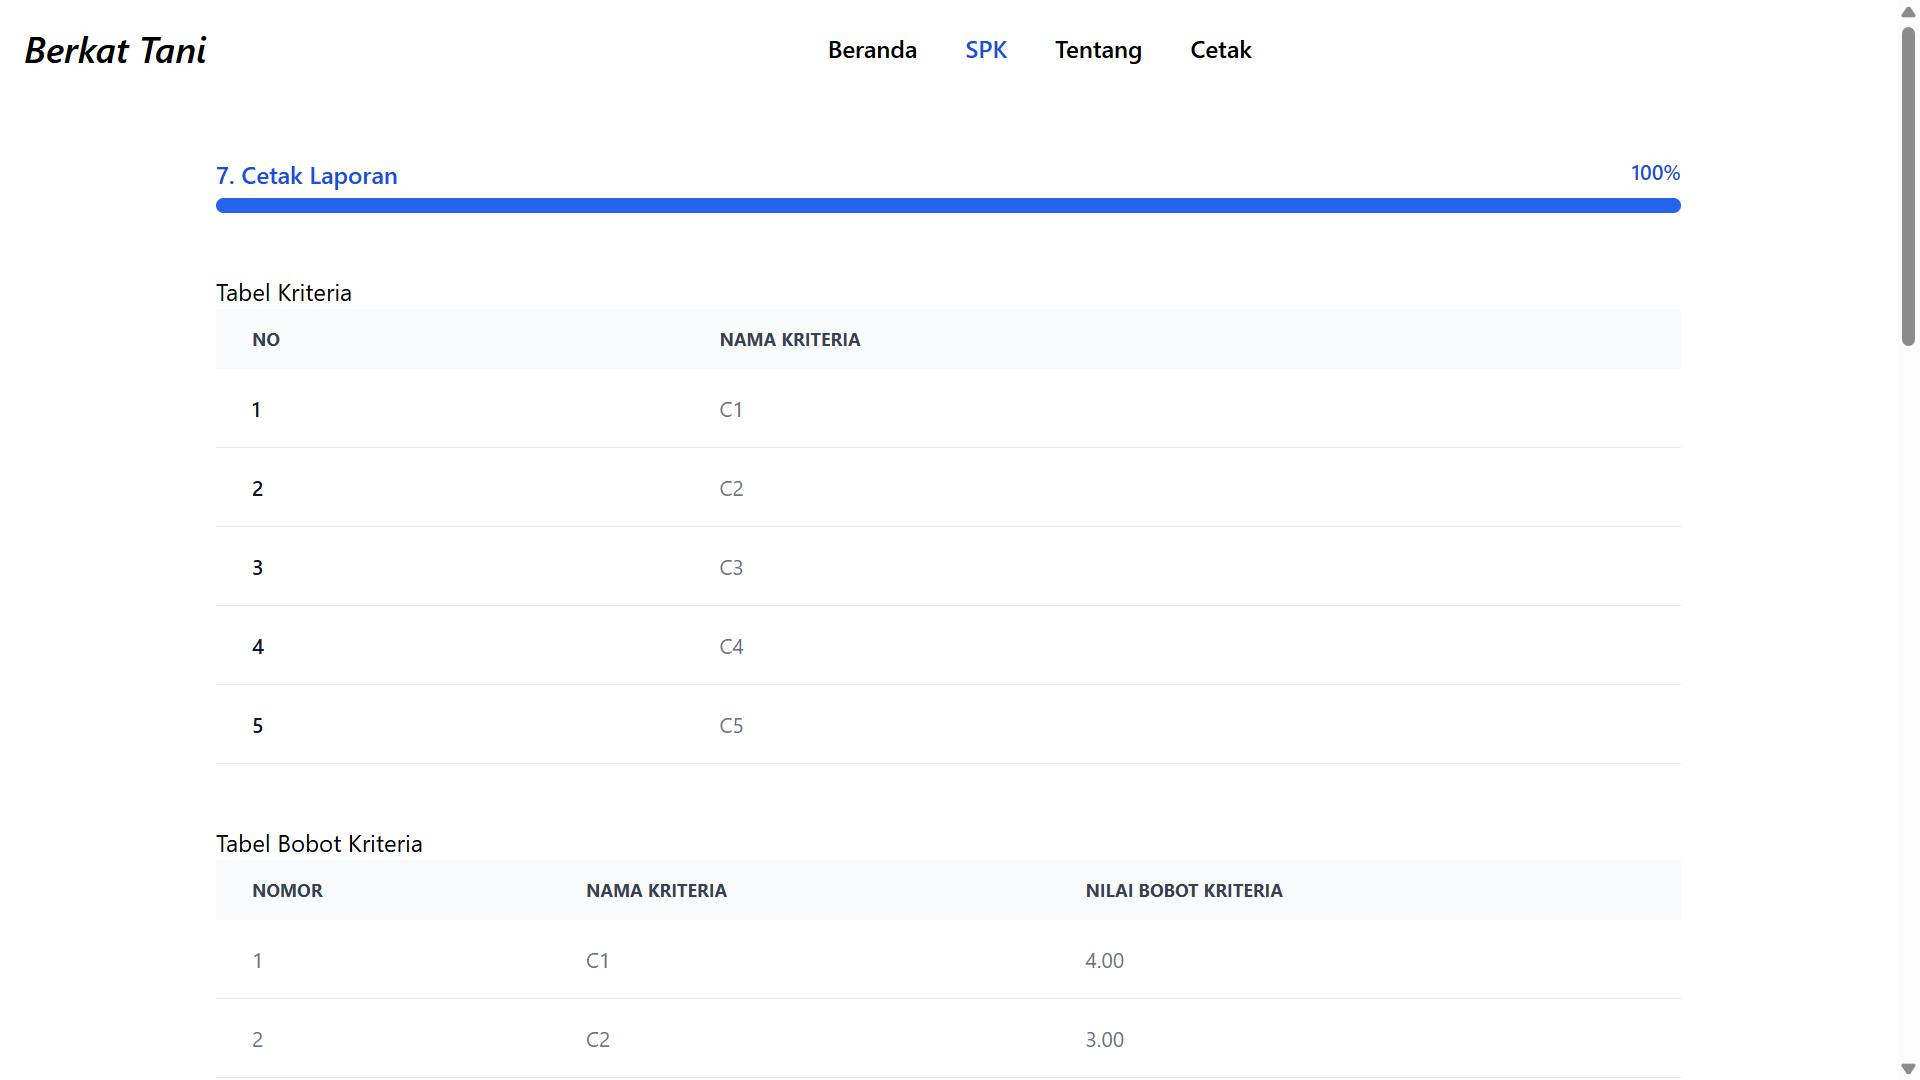 Berkat Tani
Beranda SPK Tentang Cetak
7. Cetak Laporan 100%
Tabel Kriteria
NO NAMA KRITERIA
1 C1
2 C2
3 C3
4 C4
5 C5
Tabel Bobot Kriteria
NOMOR NAMA KRITERIA NILAI BOBOT KRITERIA
1 C1 4.00
2 C2 3.00